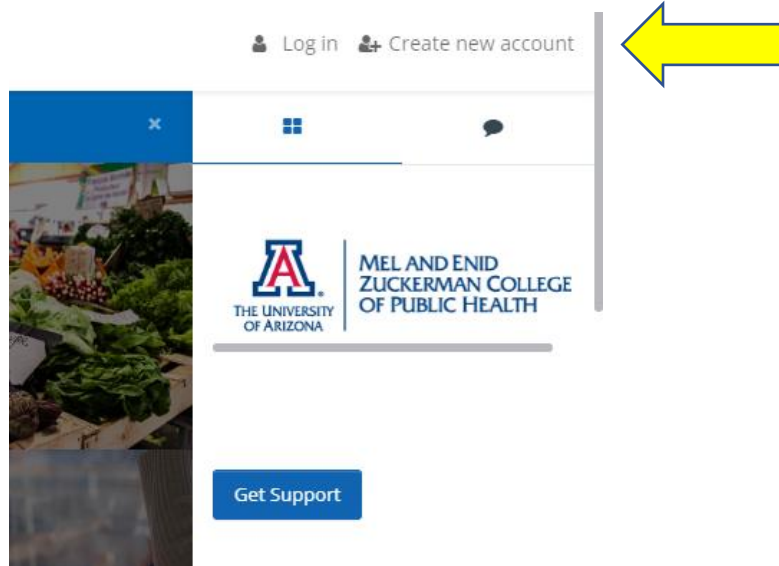 Log in Create new account
THE UNIVERSITY
OF ARIZONA
MEL AND ENID
ZUCKERMAN COLLEGE
OF PUBLIC HEALTH
Get Support